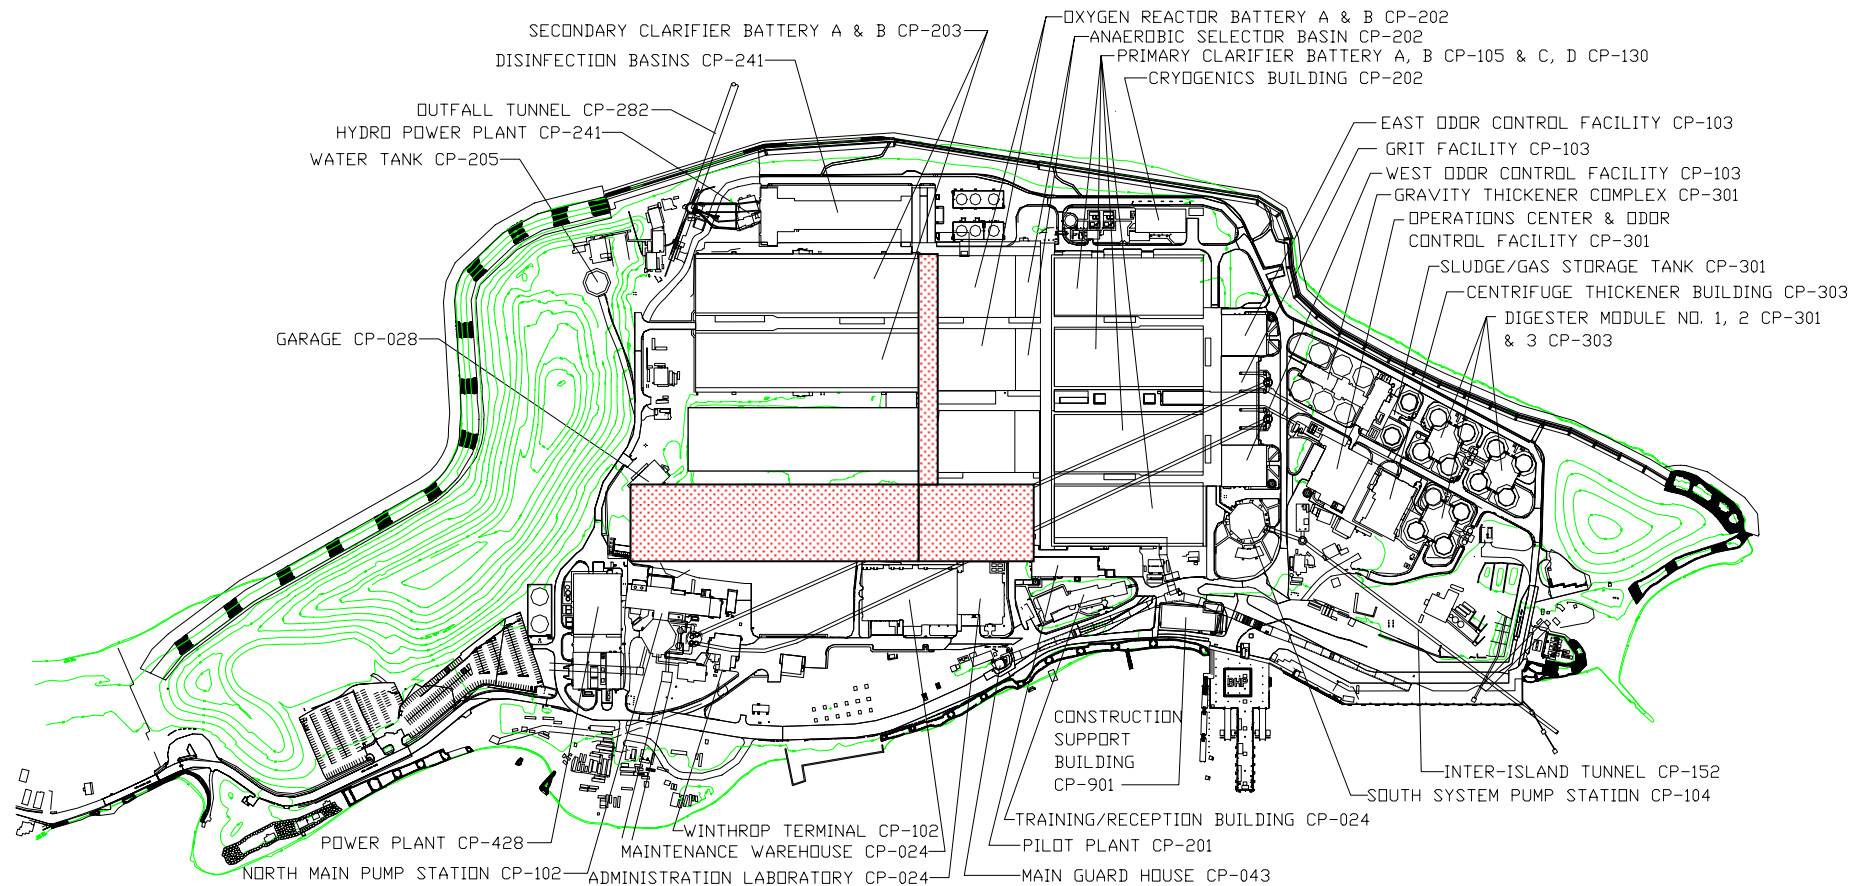 SECONDARY CLARIFIER BATTERY A & B CP-203
DISINFECTION BASINS CP-241
OUTFALL TUNNEL CP-282
HYDRO POWER PLANT CP-241
WATER TANK CP-205
GARAGE CP-028
OXYGEN REACTOR BATTERY A & B CP-202
ANAEROBIC SELECTOR BASIN CP-202
PRIMARY CLARIFIER BATTERY A, B CP-105 & C, D CP-130
CRYOGENICS BUILDING CP-202
EAST ODOR CONTROL FACILITY CP-103
GRIT FACILITY CP-103
WEST ODOR CONTROL FACILITY CP-103
GRAVITY THICKENER COMPLEX CP-301
OPERATIONS CENTER & ODOR
CONTROL FACILITY CP-301
SLUDGE/GAS STORAGE TANK CP-301
CENTRIFUGE THICKENER BUILDING CP-303
DIGESTER MODULE NO. 1, 2 CP-301
& 3 CP-303
BHP
CONSTRUCTION
SUPPORT
BUILDING
CP-901
INTER-ISLAND TUNNEL CP-152
SOUTH SYSTEM PUMP STATION CP-104
TRAINING/RECEPTION BUILDING CP-024
PILOT PLANT CP-201
MAIN GUARD HOUSE CP-043
WINTHROP TERMINAL CP-102
MAINTENANCE WAREHOUSE CP-024
ADMINISTRATION LABORATORY CP-024
POWER PLANT CP-428
NORTH MAIN PUMP STATION CP-102